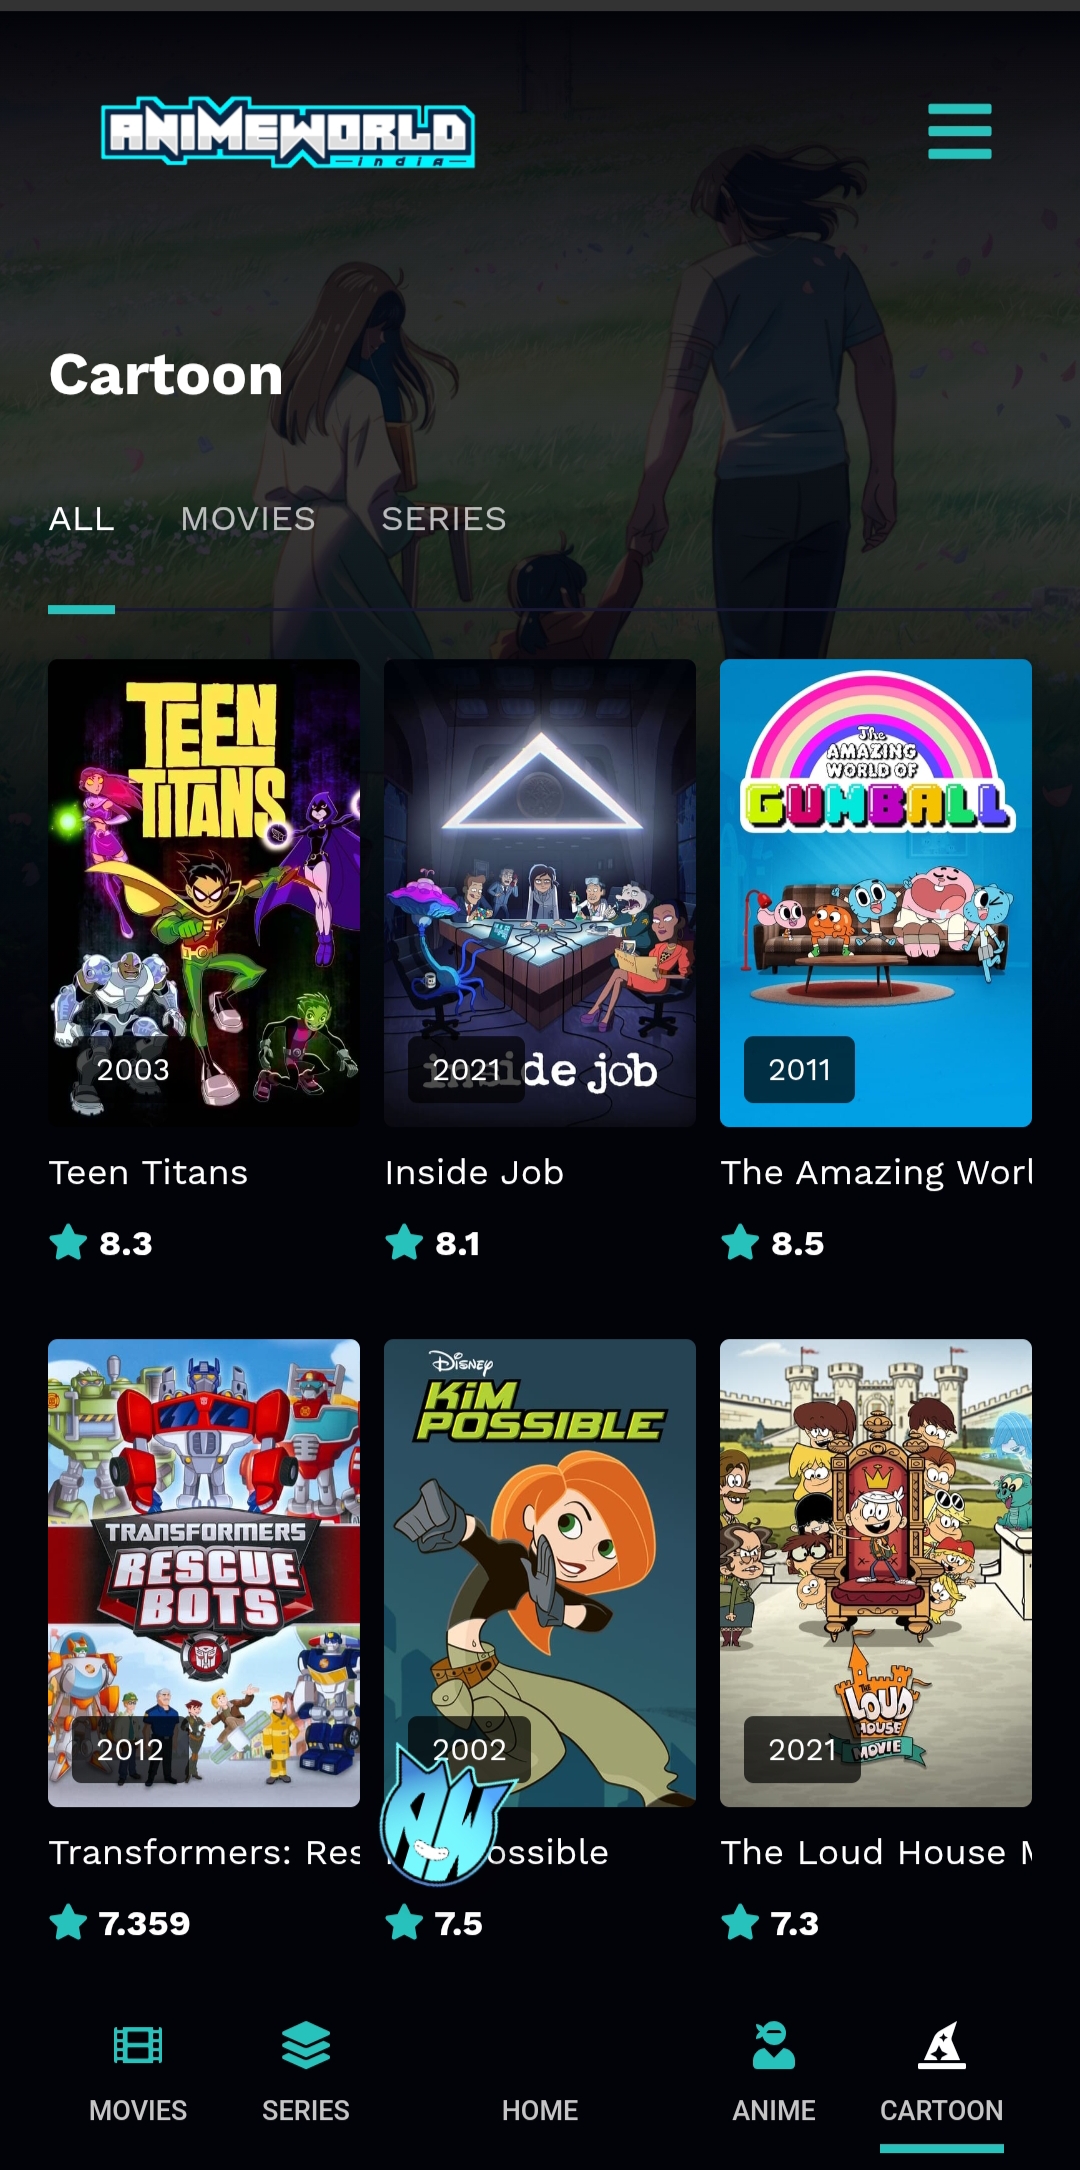 ANIMEWORLD
india
Cartoon
ALL MOVIES SERIES
TEEN
TITANS
2003
inside job
2021
The
AMAZING
WORLD OF
GUMBALL
2011
Teen Titans
Inside Job
The Amazing Worl
8.3
8.1
8.5
TRANSFORMERS
RESCUE
BOTS
2012
Disney
KiM
POSSIBLE
2002
THE
LOUD
HOUSE
MOVIE
2021
AW
Transformers: Res
ossible
The Loud House
7.359
7.5
7.3
MOVIES SERIES HOME ANIME CARTOON